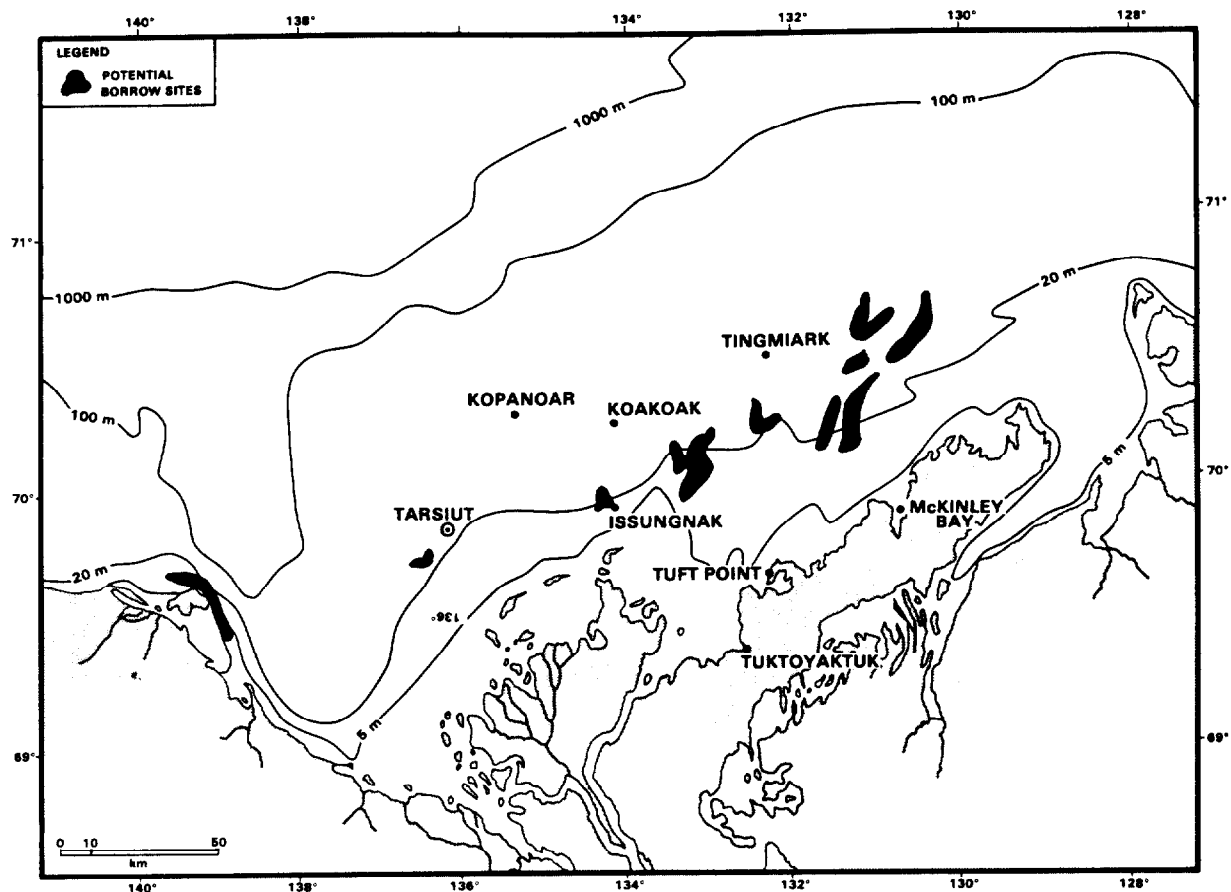 140°
138°
134°
132°
130°
128°
LEGEND
POTENTIAL
BORROW SITES
1000 m
100 m
71°
71°
1000 m
20 m
TINGMIARK
KOPANOAR
KOAKOAK
100 m
5 m
70°
70°
TARSIUT
ISSUNGNAK
McKINLEY
BAY
20 m
TUFT POINT
136°
TUKTOYAKTUK
5 m
69°
69°
0 10 50
km
140°
138°
136°
134°
132°
130°
128°